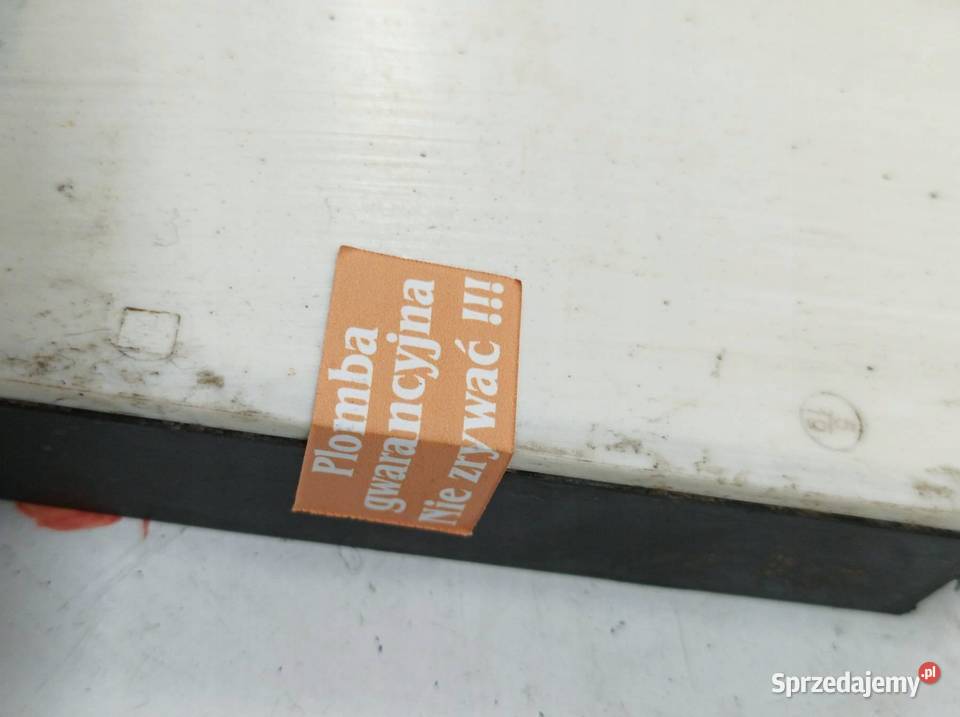 Plomba
gwarancyjna
Nie zrywać !!!
Sprzedajemy.pl